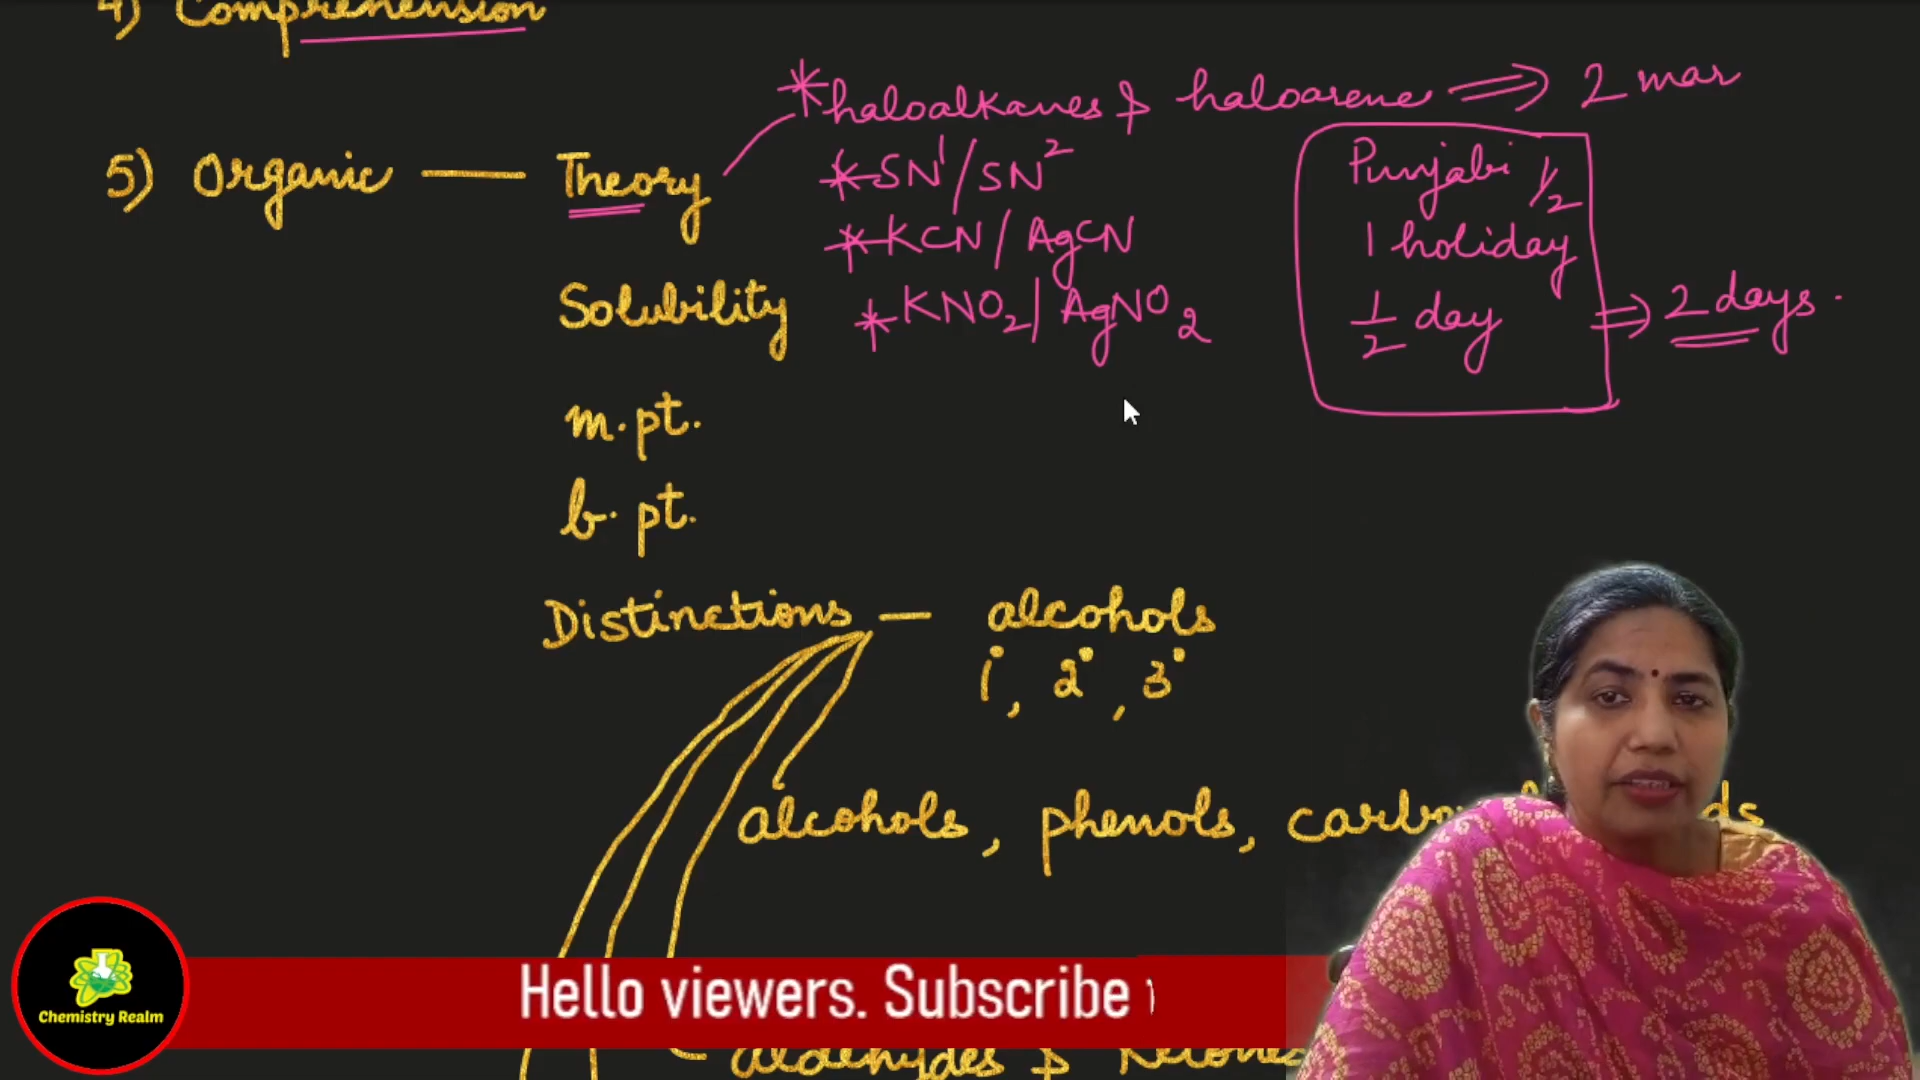 4) Comprehension
*haloalkanes & haloarene ⇒ 2 mar
5) Organic — Theory
*SN1/SN2
*KCN/AgCN
*KNO2/AgNO2
Punjabi 1/2
1 holiday
1/2 day ⇒ 2 days.
Solubility
m.pt.
b.pt.
Distinctions — alcohols
1°, 2°, 3°
alcohols, phenols,
Hello viewers. Subscribe
Chemistry Realm
aldehydes & Ketones